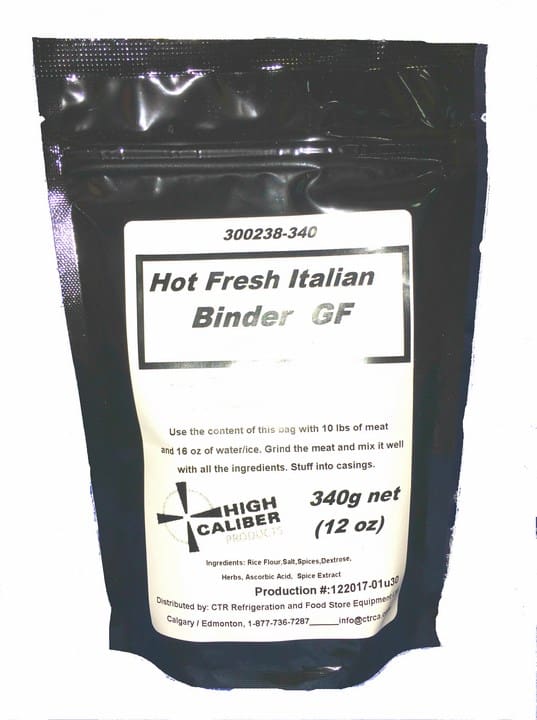 300238-340
Hot Fresh Italian
Binder GF
Use the content of this bag with 10 lbs of meat
and 16 oz of water/ice. Grind the meat and mix it well
with all the ingredients. Stuff into casings.
HIGH
CALIBER
PRODUCTS
340g net
(12 oz)
Ingredients: Rice Flour,Salt,Spices,Dextrose,
Herbs, Ascorbic Acid, Spice Extract
Production #:122017-01u30
Distributed by: CTR Refrigeration and Food Store Equipment
Calgary / Edmonton, 1-877-736-7287______info@ctrca.